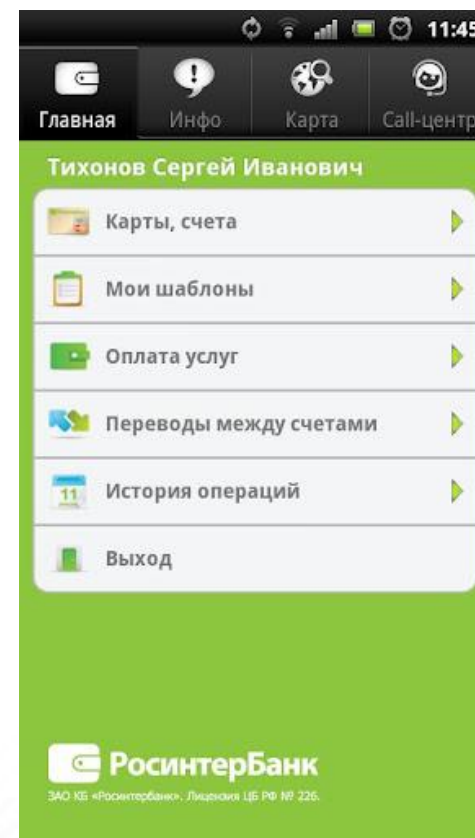 11:45
Главная Инфо Карта Call-центр
Тихонов Сергей Иванович
Карты, счета
Мои шаблоны
Оплата услуг
Переводы между счетами
11 История операций
Выход
РосинтерБанк
ЗАО КБ «Росинтербанк». Лицензия ЦБ РФ № 226.